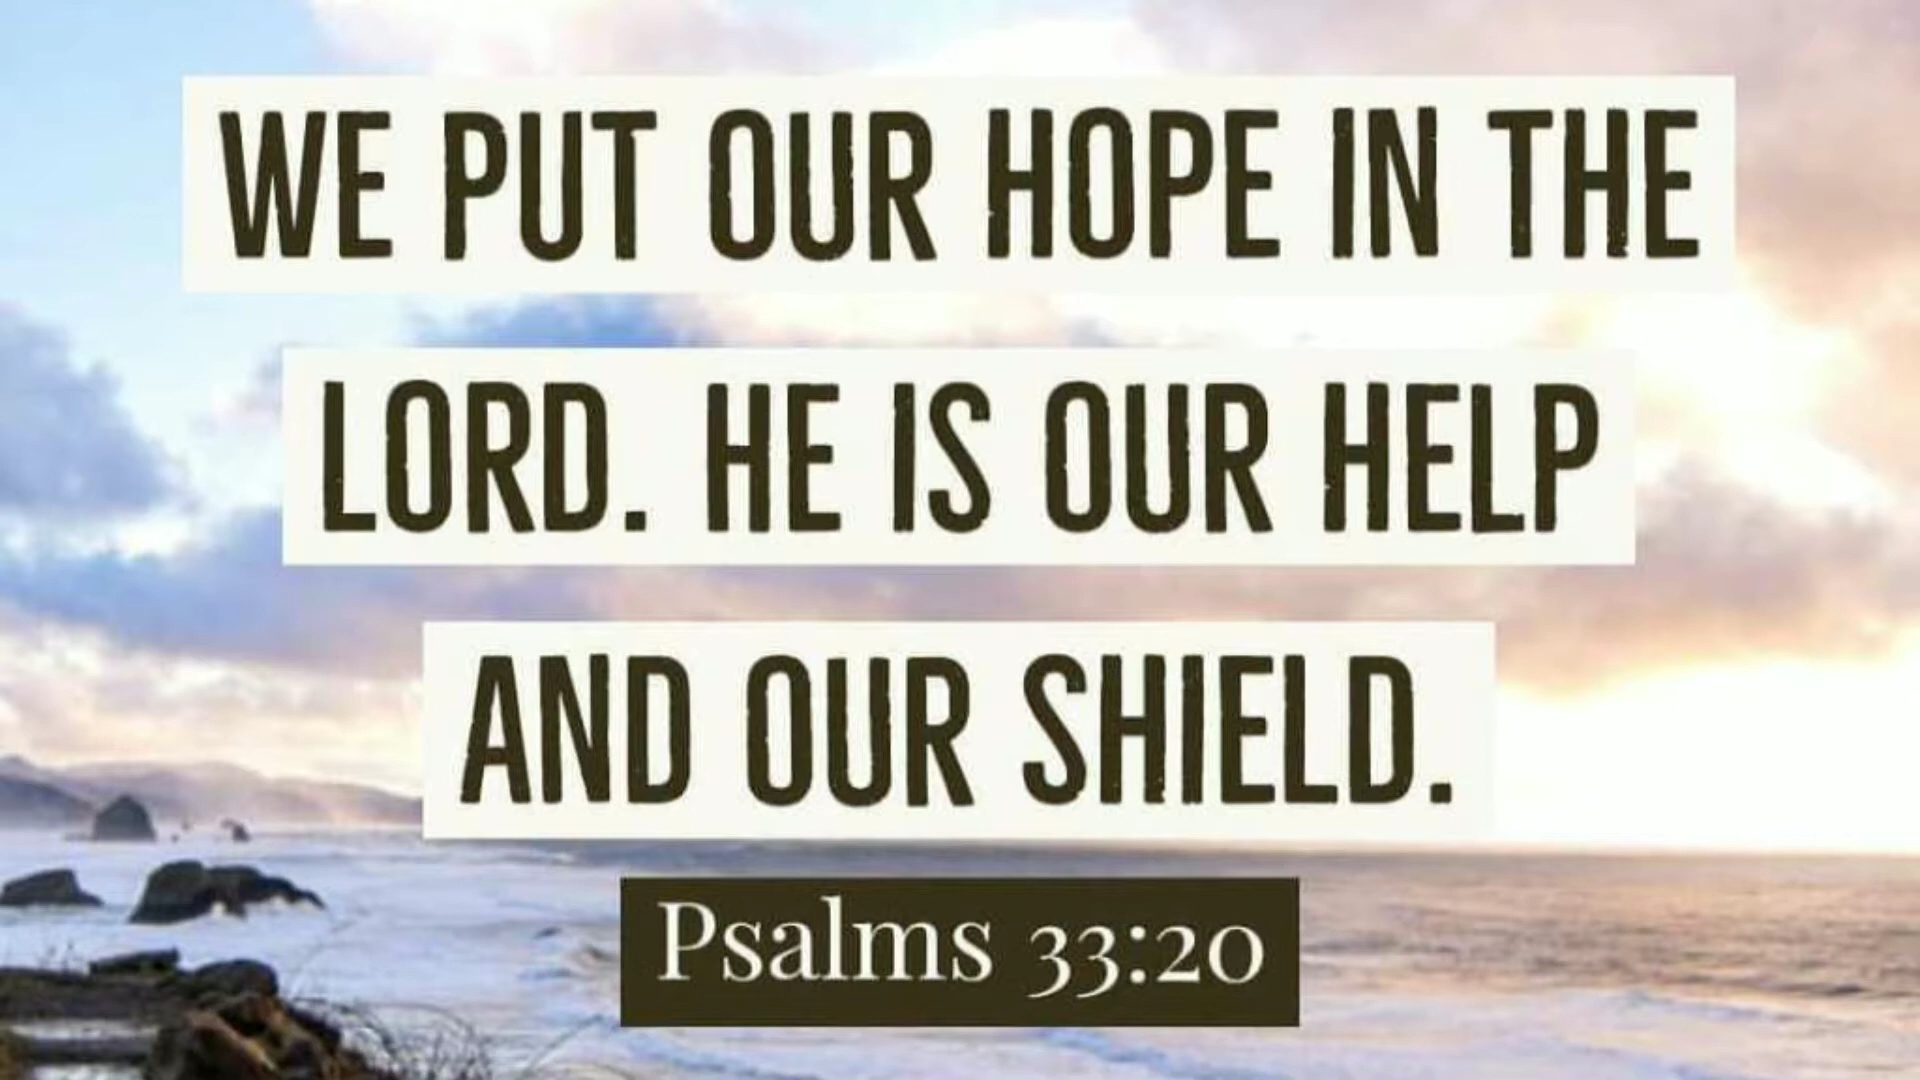 WE PUT OUR HOPE IN THE
LORD. HE IS OUR HELP
AND OUR SHIELD.
Psalms 33:20